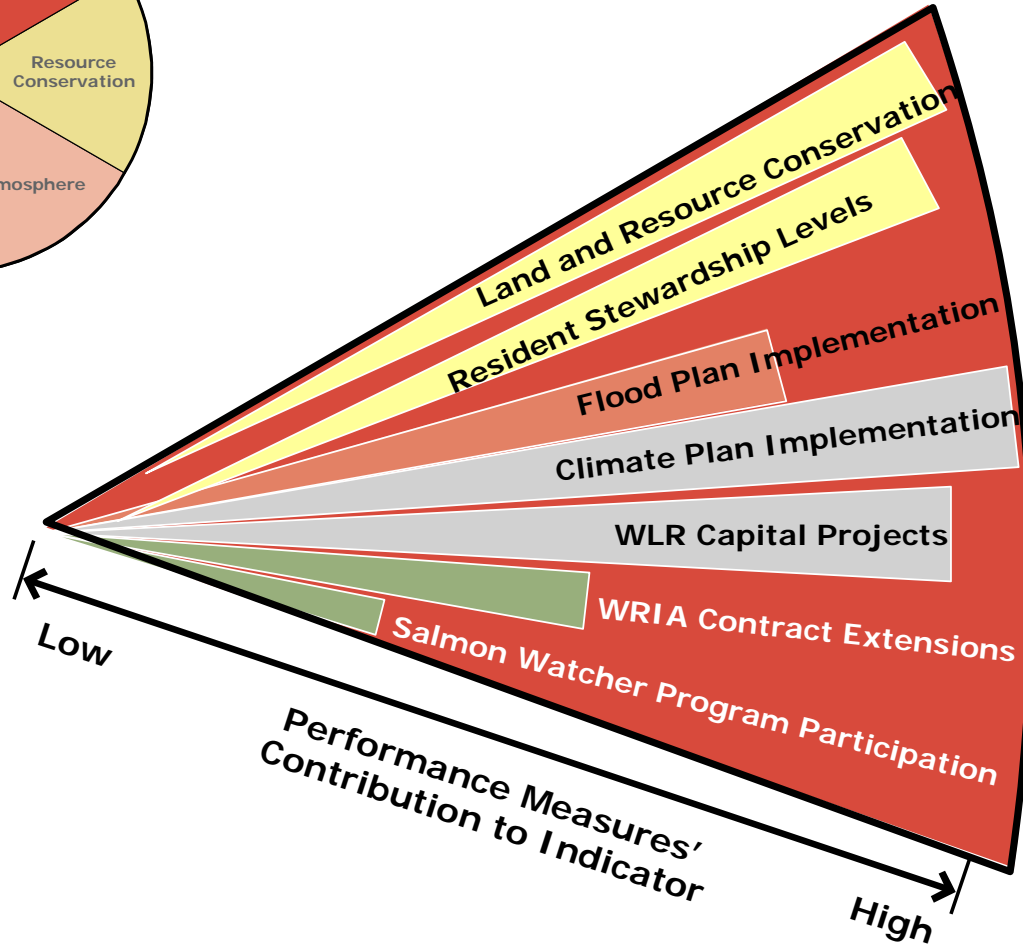 Resource
Conservation
mosphere
Land and Resource Conservation
Resident Stewardship Levels
Flood Plan Implementation
Climate Plan Implementation
WLR Capital Projects
WRIA Contract Extensions
Salmon Watcher Program Participation
Low
Performance Measures’
Contribution to Indicator
High